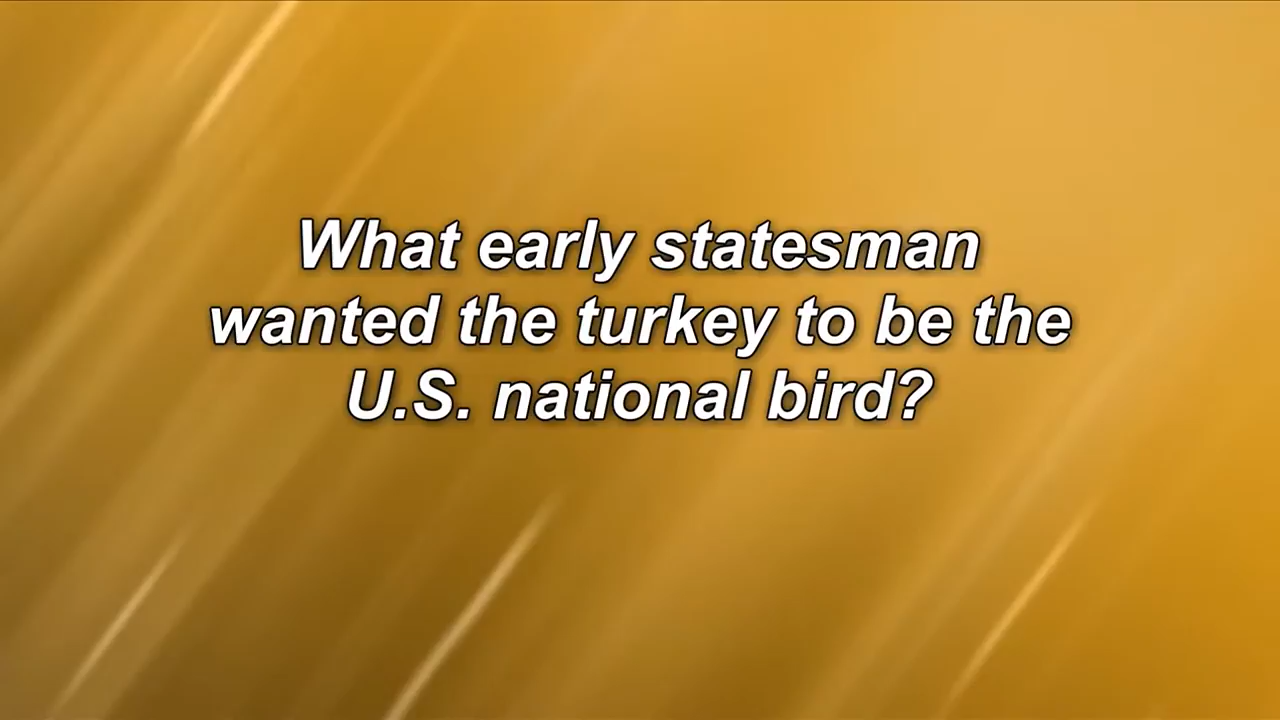 What early statesman
wanted the turkey to be the
U.S. national bird?